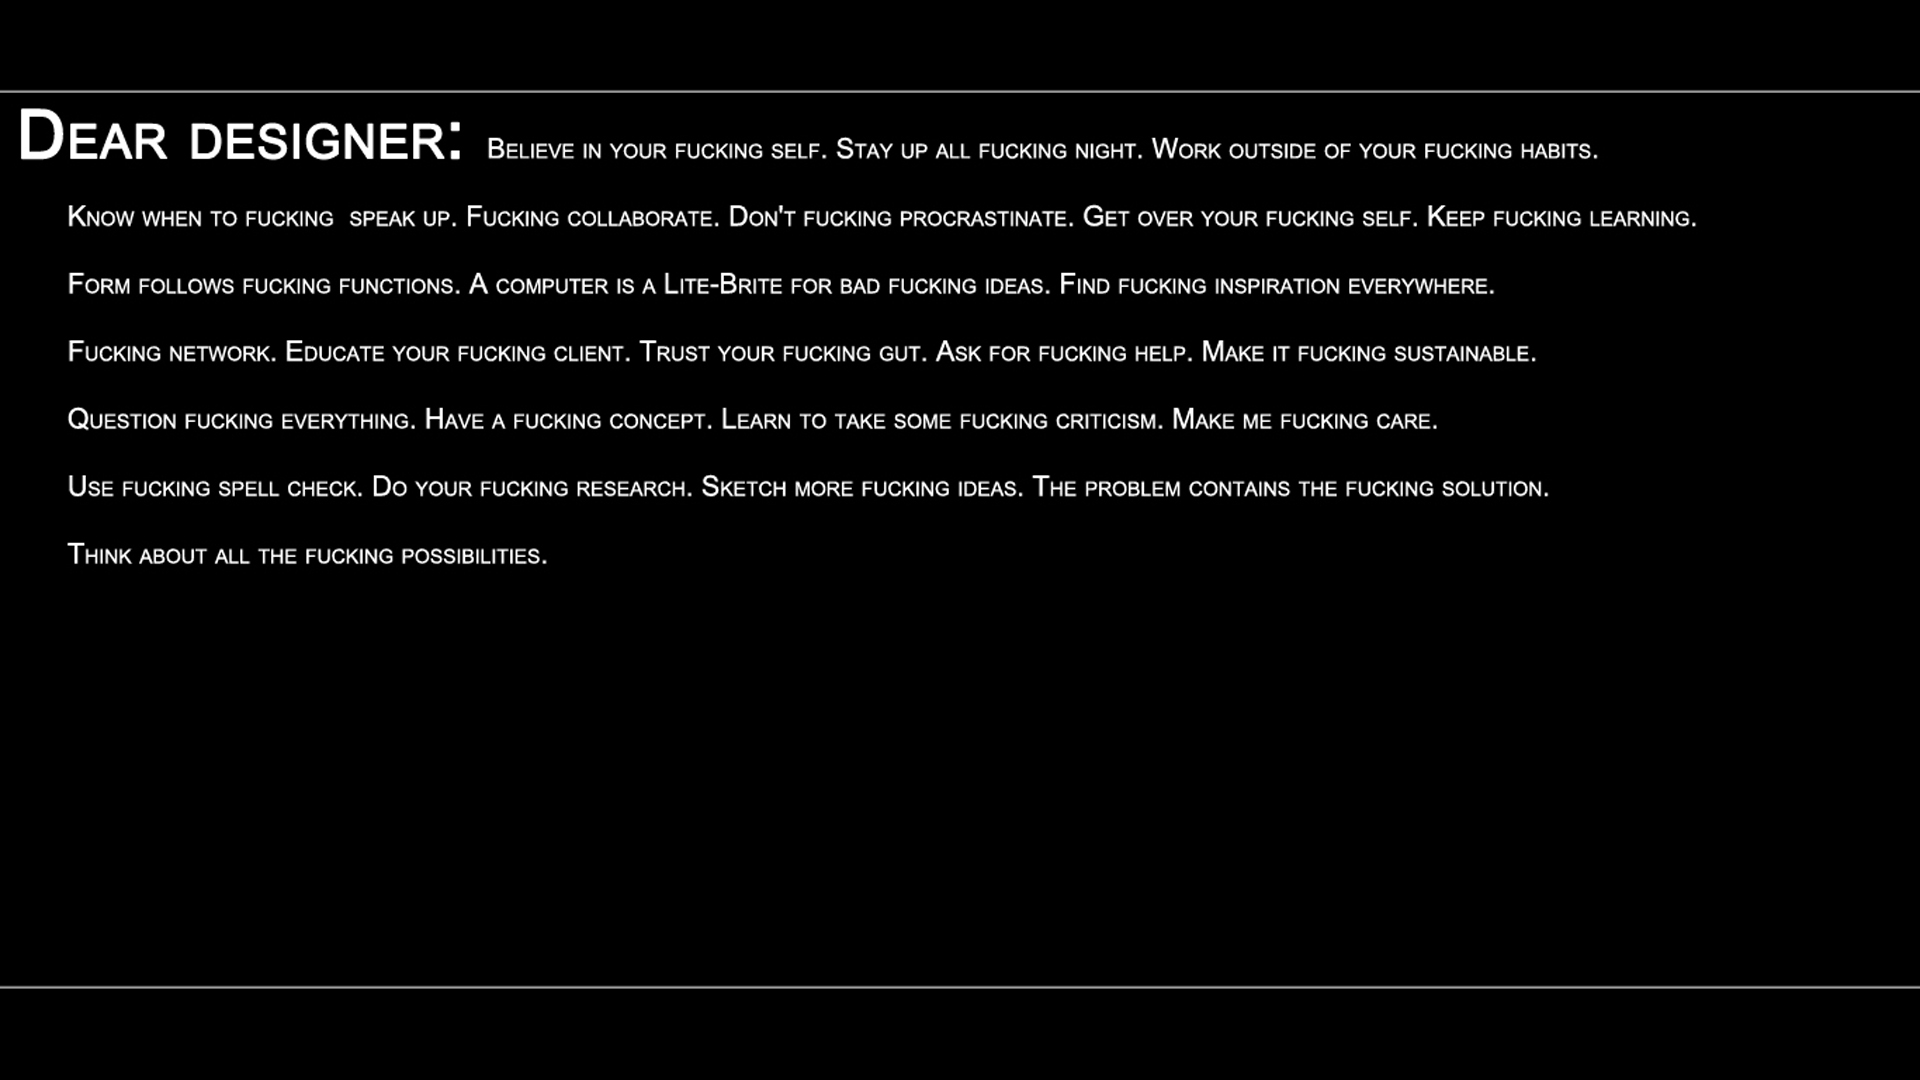 Dear designer: Believe in your fucking self. Stay up all fucking night. Work outside of your fucking habits.
Know when to fucking  speak up. Fucking collaborate. Don't fucking procrastinate. Get over your fucking self. Keep fucking learning.
Form follows fucking functions. A computer is a Lite-Brite for bad fucking ideas. Find fucking inspiration everywhere.
Fucking network. Educate your fucking client. Trust your fucking gut. Ask for fucking help. Make it fucking sustainable.
Question fucking everything. Have a fucking concept. Learn to take some fucking criticism. Make me fucking care.
Use fucking spell check. Do your fucking research. Sketch more fucking ideas. The problem contains the fucking solution.
Think about all the fucking possibilities.